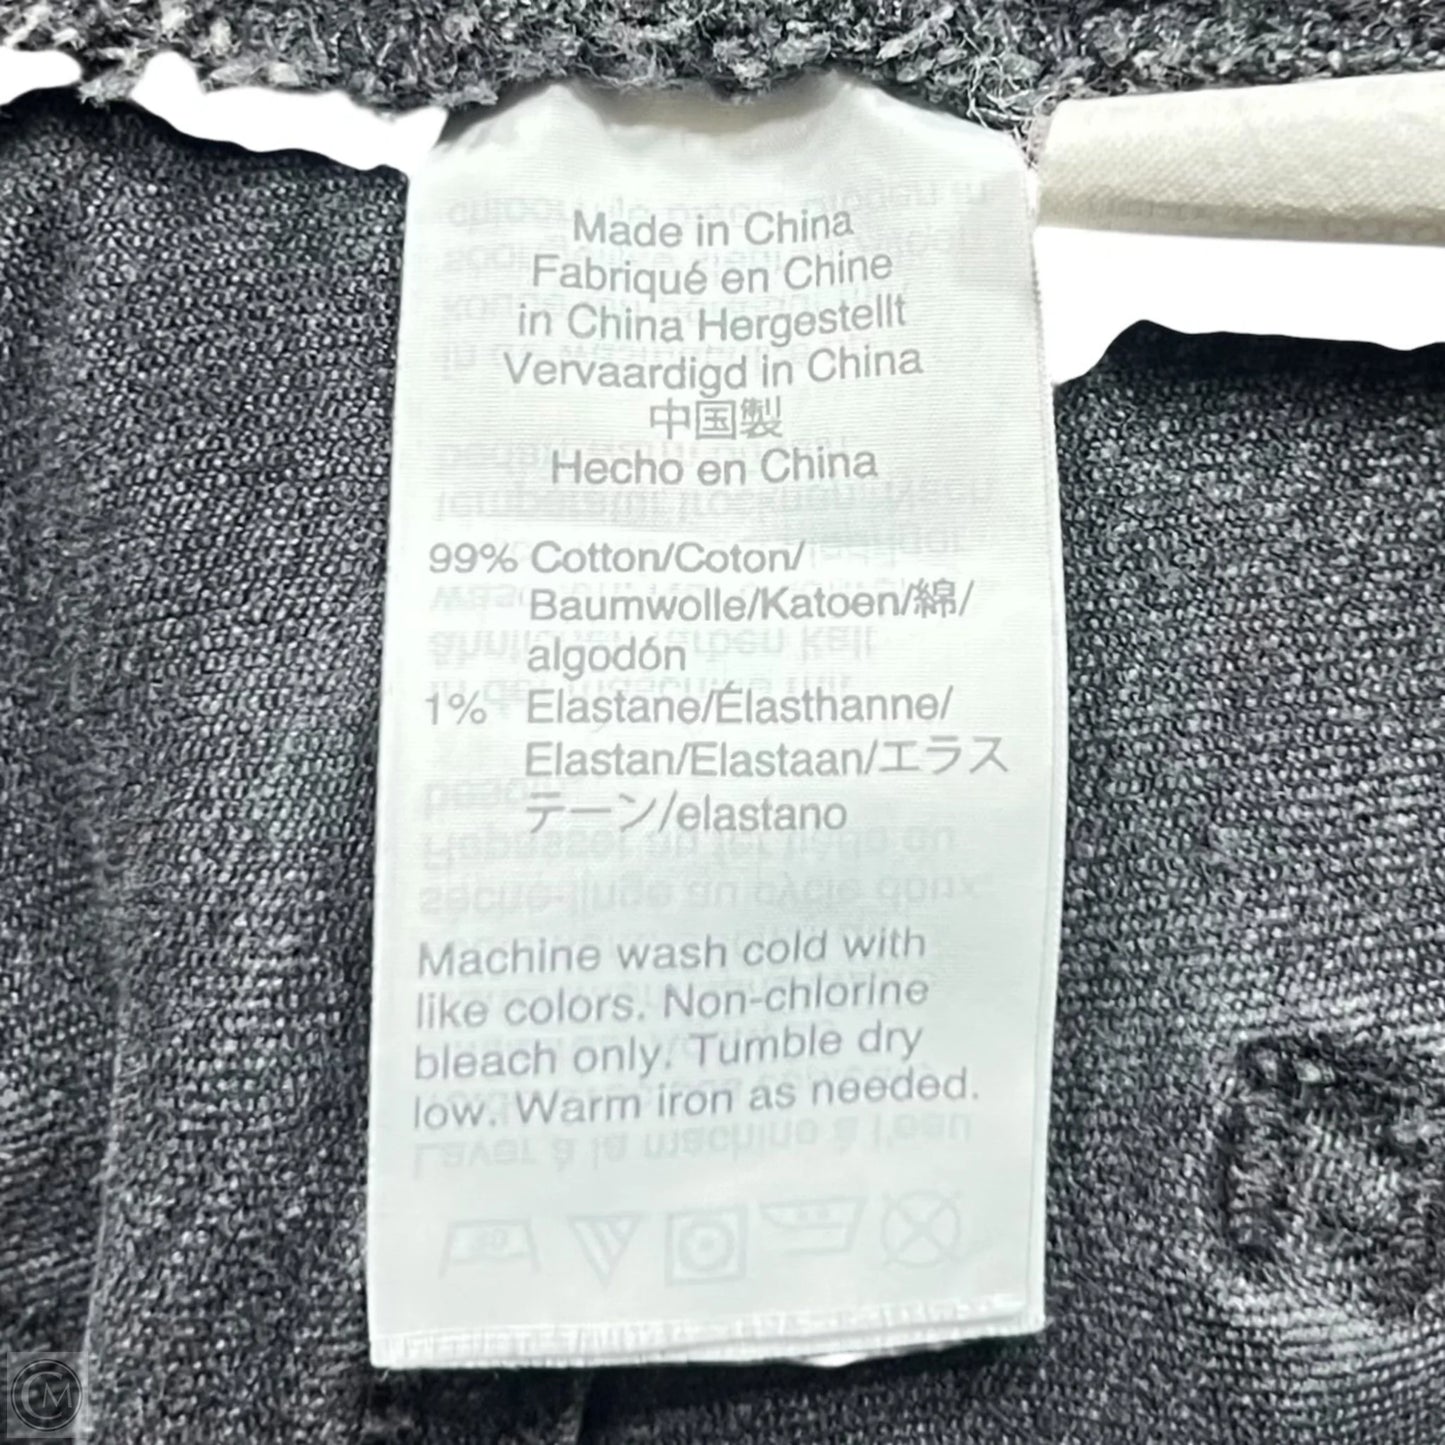 Made in China
Fabriqué en Chine
in China Hergestellt
Vervaardigd in China
中国製
Hecho en China
99% Cotton/Coton/
Baumwolle/Katoen/綿/
algodón
1% Elastane/Élasthanne/
Elastan/Elastaan/エラス
テーン/elastano
Machine wash cold with
like colors. Non-chlorine
bleach only. Tumble dry
low. Warm iron as needed.